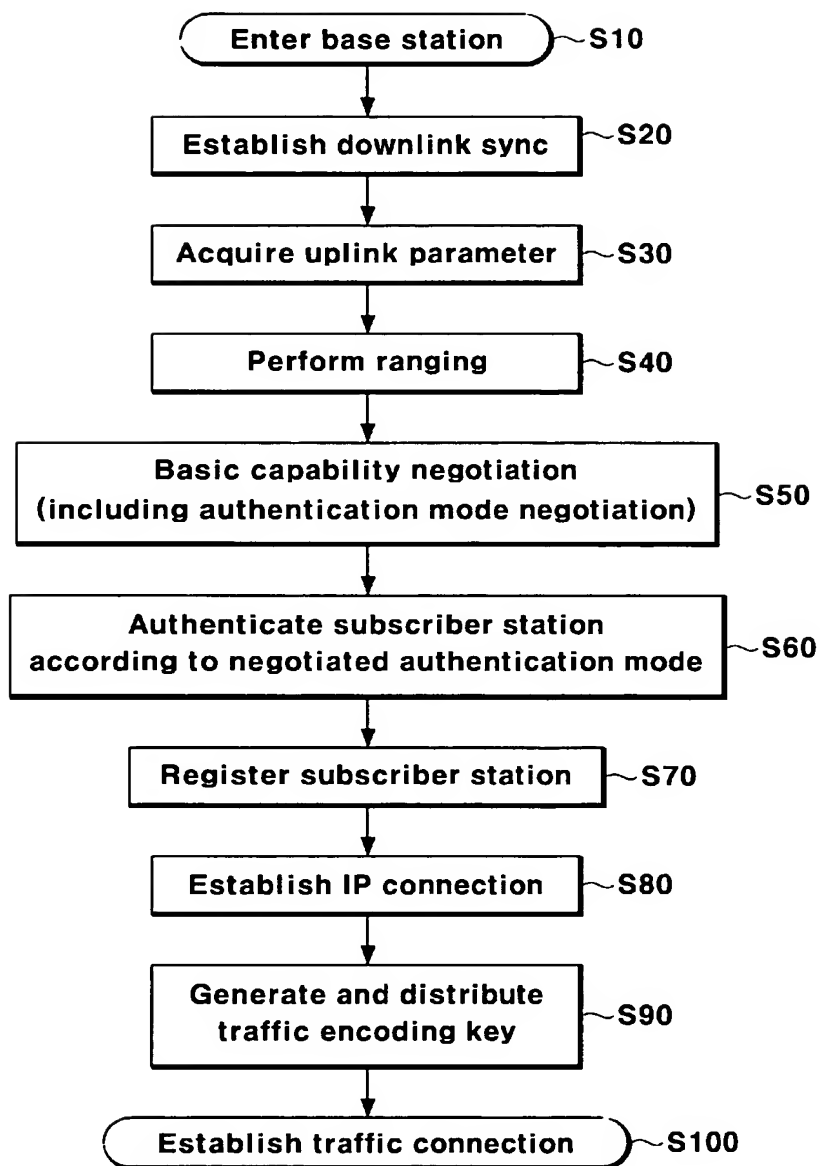 Enter base station
S10
Establish downlink sync
S20
Acquire uplink parameter
S30
Perform ranging
S40
Basic capability negotiation
(including authentication mode negotiation)
S50
Authenticate subscriber station
according to negotiated authentication mode
S60
Register subscriber station
S70
Establish IP connection
S80
Generate and distribute
traffic encoding key
S90
Establish traffic connection
S100